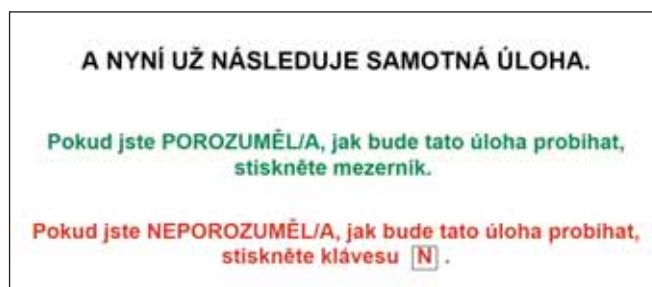 A NYNÍ UŽ NÁSLEDUJE SAMOTNÁ ÚLOHA.
Pokud jste POROZUMĚL/A, jak bude tato úloha probíhat,
stiskněte mezerník.
Pokud jste NEPOROZUMĚL/A, jak bude tato úloha probíhat,
stiskněte klávesu N .